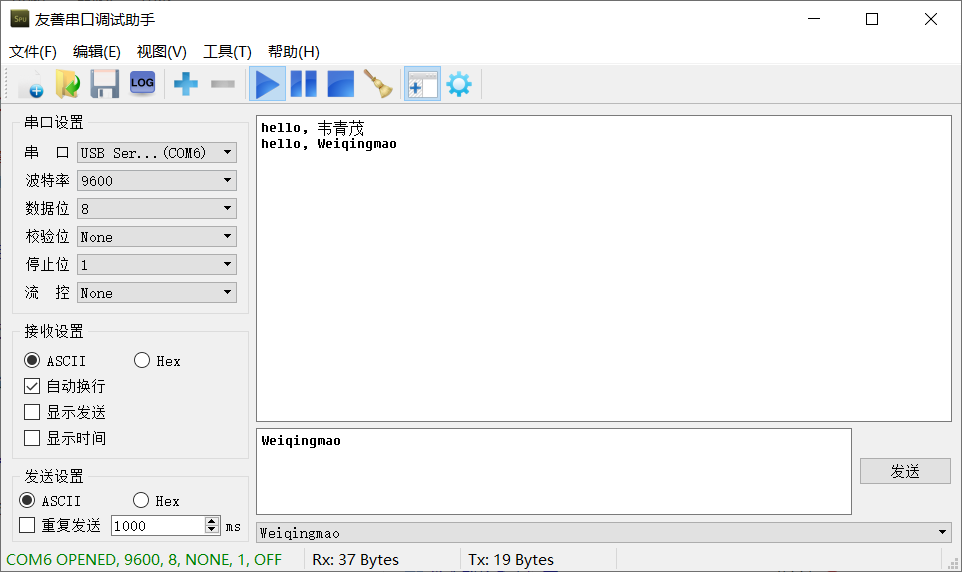 SPU 友善串口调试助手
文件(F) 编辑(E) 视图(V) 工具(T) 帮助(H)
LOG
串口设置
串 口 USB Ser...(COM6)
波特率 9600
数据位 8
校验位 None
停止位 1
流 控 None
接收设置
ASCII Hex
自动换行
显示发送
显示时间
发送设置
ASCII Hex
重复发送 1000 ms
hello, 韦青茂
hello, Weiqingmao
Weiqingmao
发送
Weiqingmao
COM6 OPENED, 9600, 8, NONE, 1, OFF Rx: 37 Bytes Tx: 19 Bytes